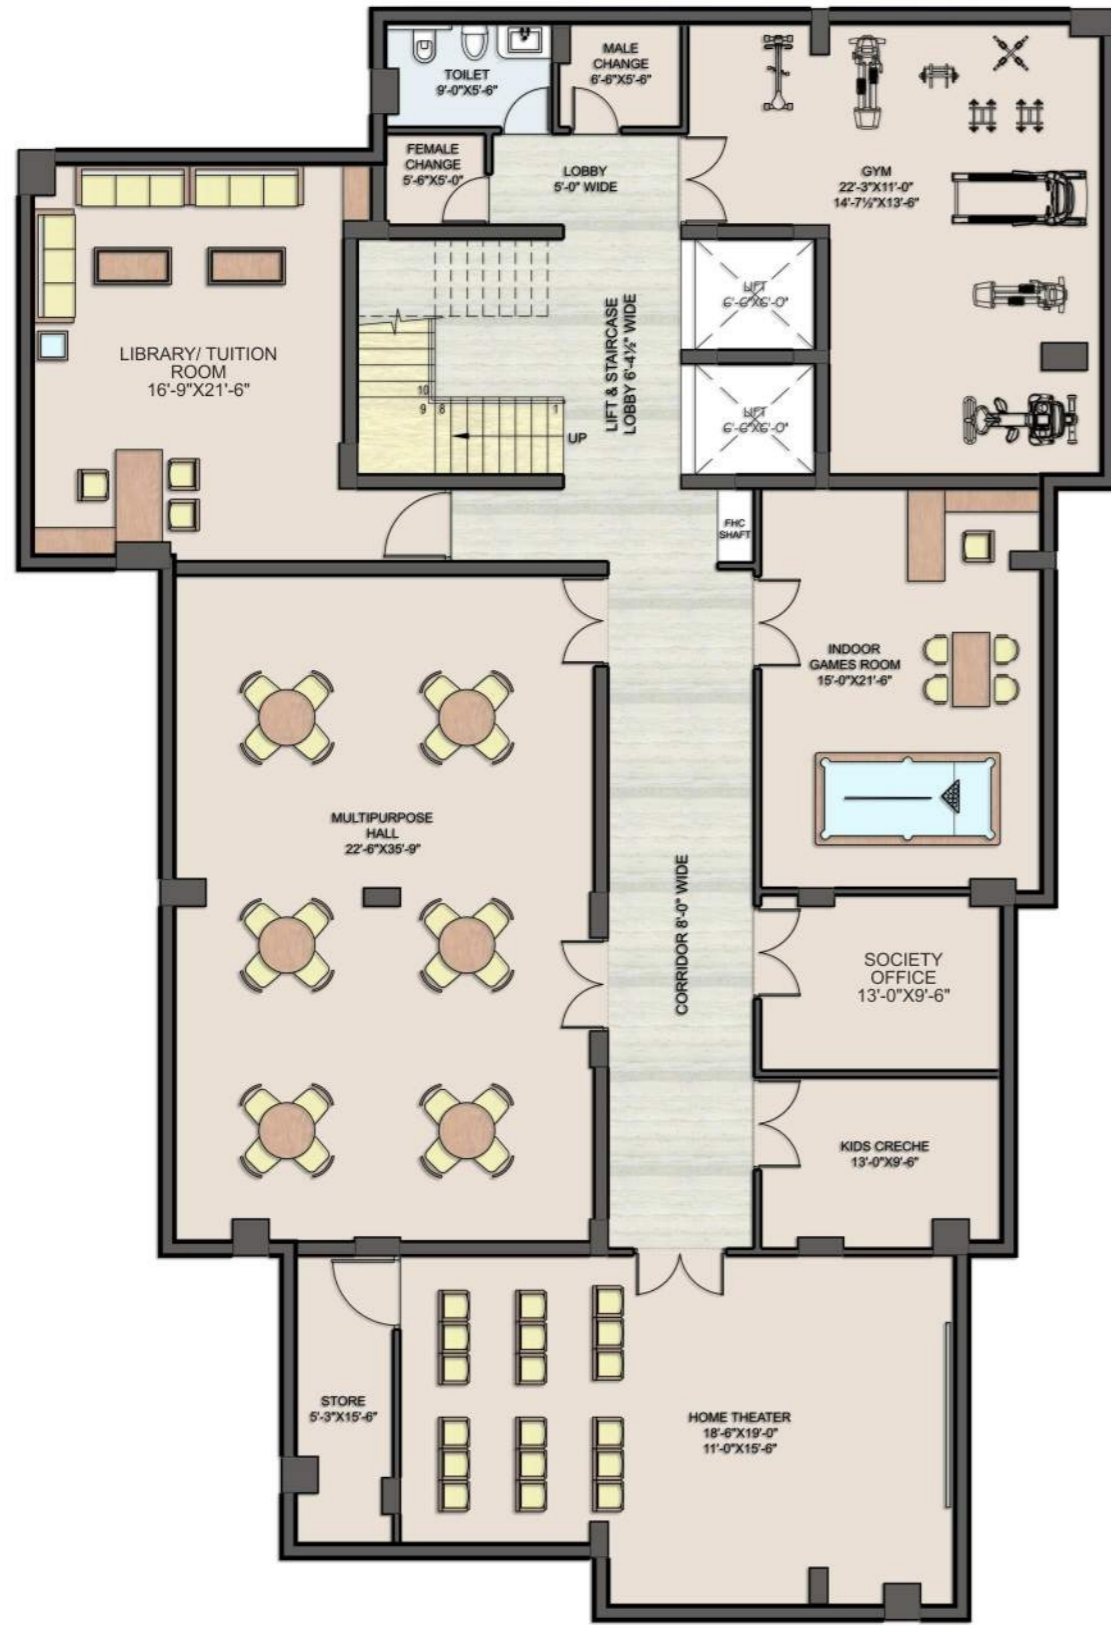 TOILET
9'-0"X5'-6"
MALE
CHANGE
6'-6"X5'-6"
FEMALE
CHANGE
5'-6"X5'-0"
LOBBY
5'-0" WIDE
GYM
22'-3"X11'-0"
14'-7½"X13'-6"
LIFT
6'-6"X6'-0"
LIFT & STAIRCASE
LOBBY 6'-4½" WIDE
LIBRARY/ TUITION
ROOM
16'-9"X21'-6"
10
9 8 1
UP
LIFT
6'-6"X6'-0"
FHC
SHAFT
INDOOR
GAMES ROOM
15'-0"X21'-6"
MULTIPURPOSE
HALL
22'-6"X35'-9"
CORRIDOR 8'-0" WIDE
SOCIETY
OFFICE
13'-0"X9'-6"
KIDS CRECHE
13'-0"X9'-6"
STORE
5'-3"X15'-6"
HOME THEATER
18'-6"X19'-0"
11'-0"X15'-6"